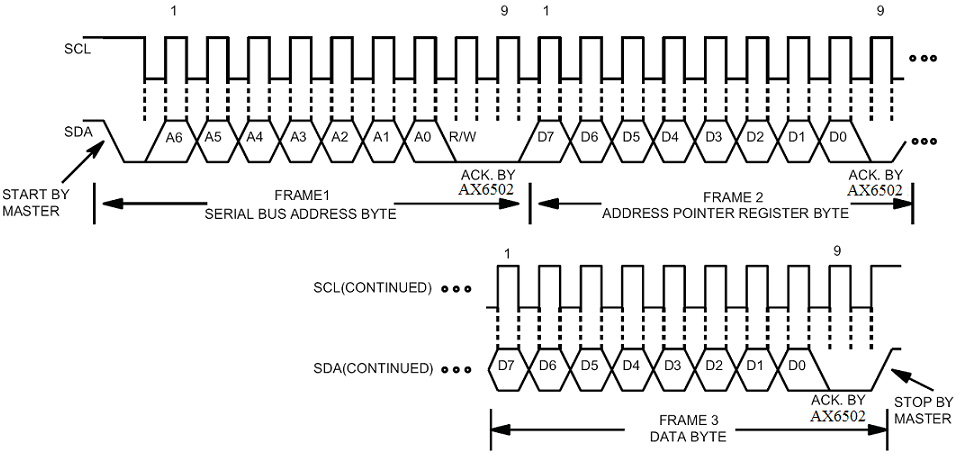 1 9 1 9
SCL
SDA A6 A5 A4 A3 A2 A1 A0 R/W D7 D6 D5 D4 D3 D2 D1 D0
START BY
MASTER
ACK. BY
AX6502
ACK. BY
AX6502
FRAME1
SERIAL BUS ADDRESS BYTE
FRAME 2
ADDRESS POINTER REGISTER BYTE
1 9
SCL(CONTINUED)
SDA(CONTINUED) D7 D6 D5 D4 D3 D2 D1 D0
ACK. BY
AX6502
STOP BY
MASTER
FRAME 3
DATA BYTE